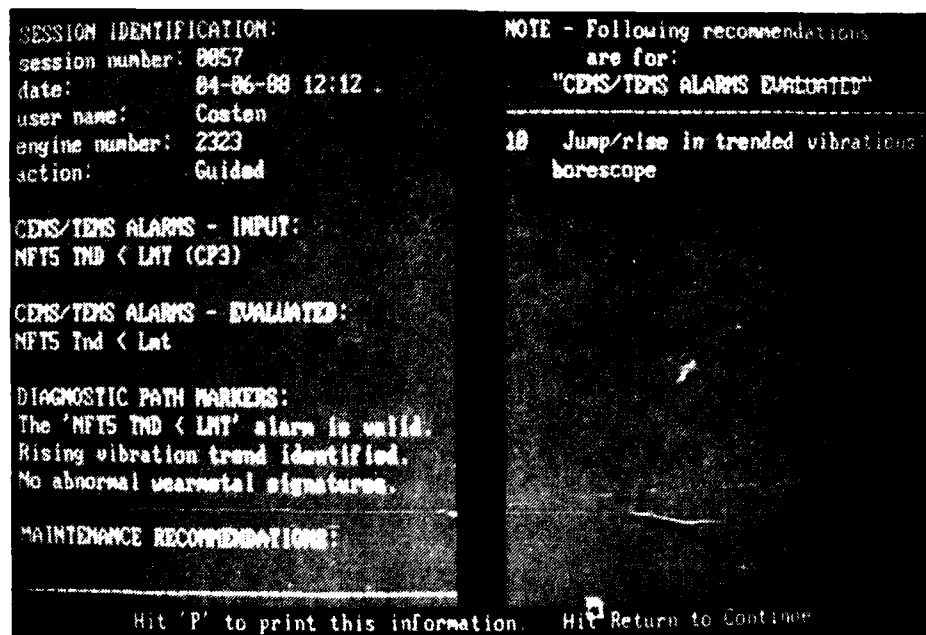 SESSION IDENTIFICATION:
session number: 0057
date: 04-06-88 12:12 .
user name: Costen
engine number: 2323
action: Guided
CEMS/TEMS ALARMS - INPUT:
NFT5 TND < LMT (CP3)
CEMS/TEMS ALARMS - EVALUATED:
NFT5 Tnd < Lmt
DIAGNOSTIC PATH MARKERS:
The 'NFT5 TND < LMT' alarm is valid.
Rising vibration trend identified.
No abnormal wearmetal signatures.
MAINTENANCE RECOMMENDATIONS:
NOTE - Following recommendations
are for:
"CEMS/TEMS ALARMS EVALUATED"
10 Jump/rise in trended vibrations
borescope
Hit 'P' to print this information. Hit Return to Continue